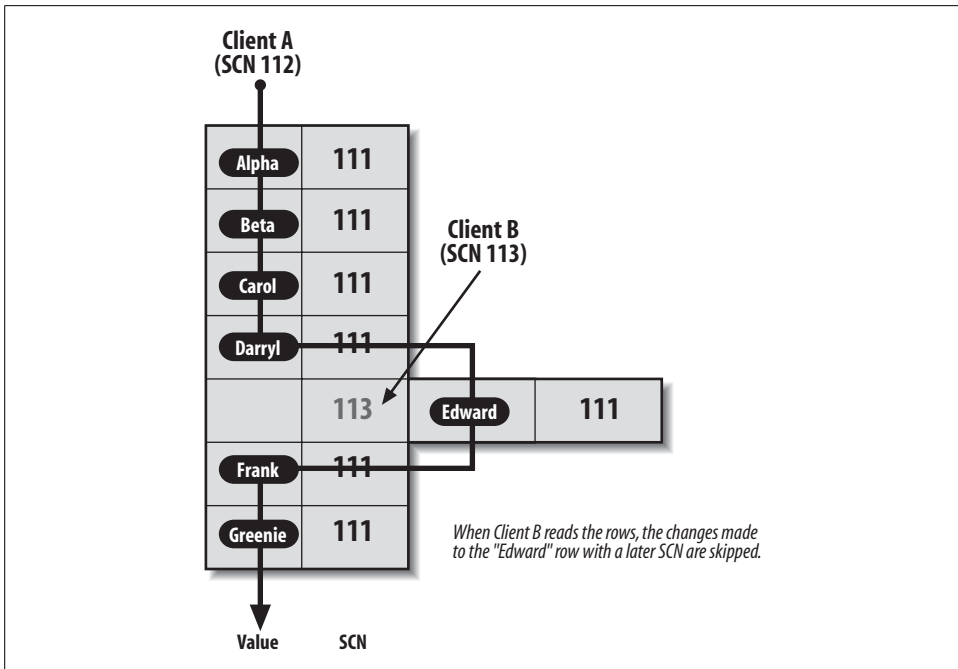 Client A
(SCN 112)
Alpha 111
Beta 111
Client B
(SCN 113)
Carol 111
Darryl 111
113 Edward 111
Frank 111
Greenie 111
When Client B reads the rows, the changes made
to the "Edward" row with a later SCN are skipped.
Value SCN